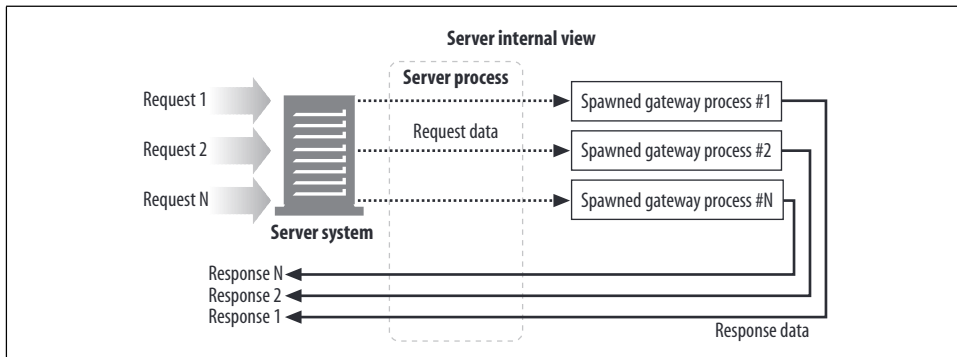 Server internal view
Server process
Request 1
Spawned gateway process #1
Request data
Request 2
Spawned gateway process #2
Request N
Spawned gateway process #N
Server system
Response N
Response 2
Response 1
Response data